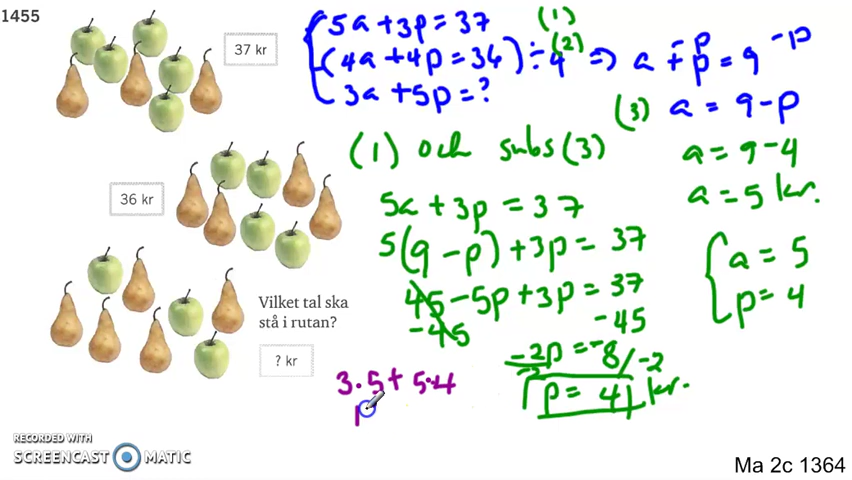 1455
37 kr
36 kr
Vilket tal ska
stå i rutan?
? kr
5a + 3p = 37 (1)
(4a + 4p = 36) ÷ 4 (2) => a + p = 9
-p -p
3a + 5p = ?
(3) a = 9 - p
(1) och subs (3)
a = 9 - 4
a = 5 kr.
5a + 3p = 37
5(9 - p) + 3p = 37
45 - 5p + 3p = 37
-45 -45
-2p = -8 / -2
-2
p = 4 kr.
a = 5
p = 4
3·5 + 5·4
1
RECORDED WITH
SCREENCAST MATIC
Ma 2c 1364